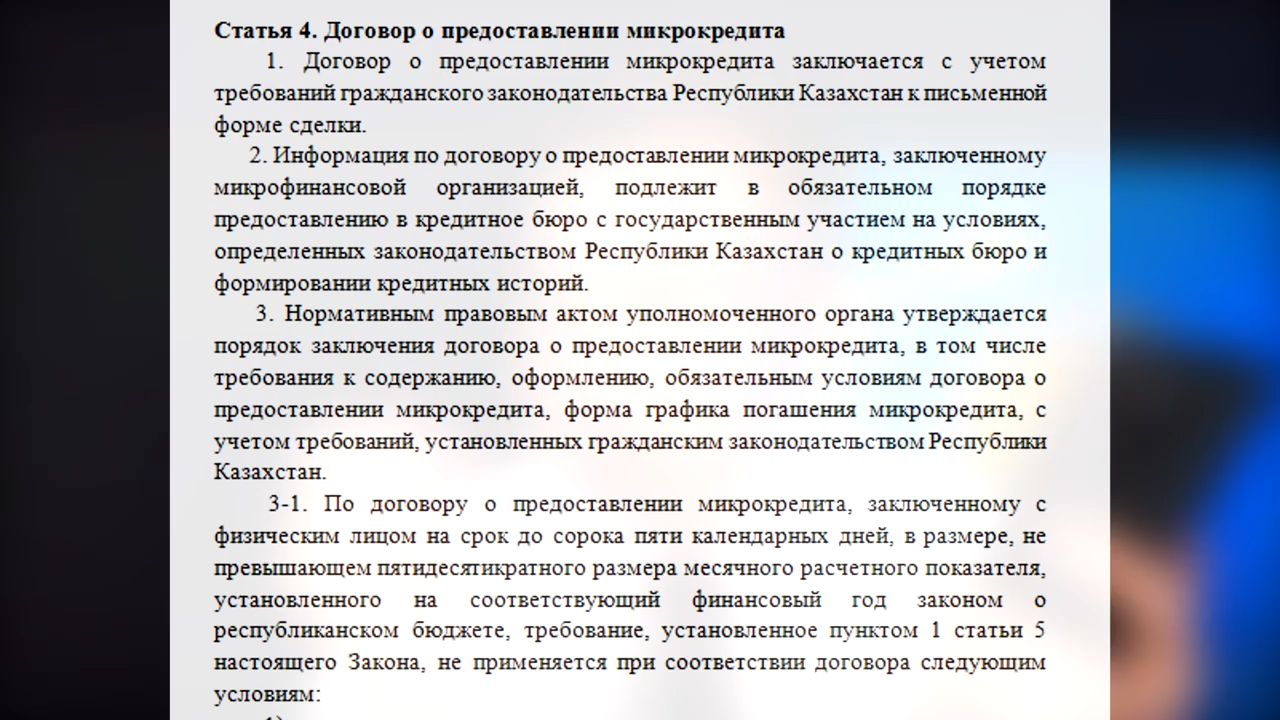 Статья 4. Договор о предоставлении микрокредита
1. Договор о предоставлении микрокредита заключается с учетом
требований гражданского законодательства Республики Казахстан к письменной
форме сделки.
2. Информация по договору о предоставлении микрокредита, заключенному
микрофинансовой организацией, подлежит в обязательном порядке
предоставлению в кредитное бюро с государственным участием на условиях,
определенных законодательством Республики Казахстан о кредитных бюро и
формировании кредитных историй.
3. Нормативным правовым актом уполномоченного органа утверждается
порядок заключения договора о предоставлении микрокредита, в том числе
требования к содержанию, оформлению, обязательным условиям договора о
предоставлении микрокредита, форма графика погашения микрокредита, с
учетом требований, установленных гражданским законодательством Республики
Казахстан.
3-1. По договору о предоставлении микрокредита, заключенному с
физическим лицом на срок до сорока пяти календарных дней, в размере, не
превышающем пятидесятикратного размера месячного расчетного показателя,
установленного на соответствующий финансовый год законом о
республиканском бюджете, требование, установленное пунктом 1 статьи 5
настоящего Закона, не применяется при соответствии договора следующим
условиям: